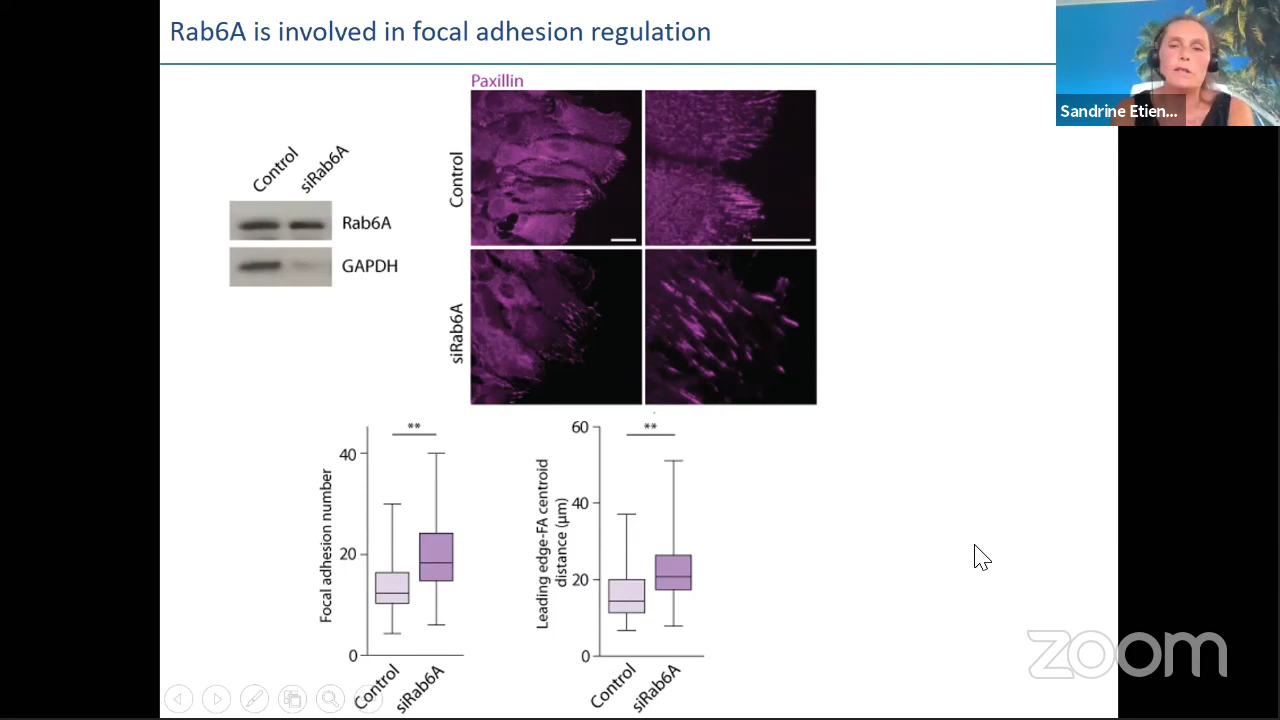 Rab6A is involved in focal adhesion regulation
Sandrine Etien...
Paxillin
Control
siRab6A
Rab6A
GAPDH
Control
siRab6A
**
40
20
0
Focal adhesion number
Control
siRab6A
**
60
40
20
0
Leading edge-FA centroid
distance (µm)
Control
siRab6A
zoom